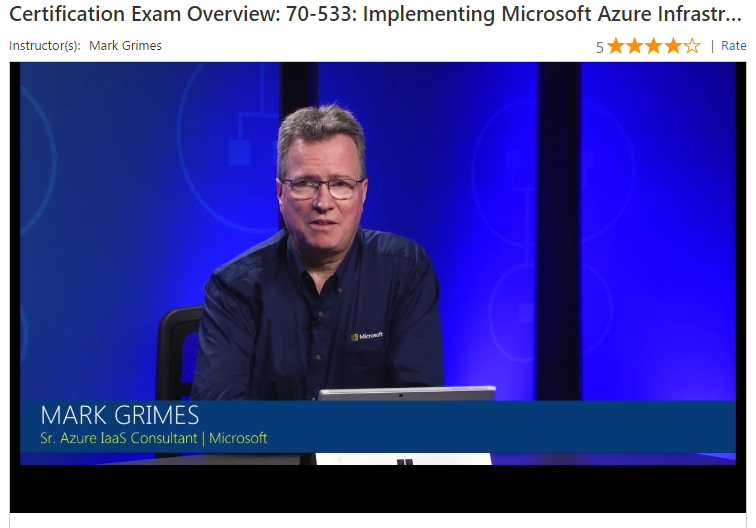 Certification Exam Overview: 70-533: Implementing Microsoft Azure Infrastr...
Instructor(s): Mark Grimes
5 | Rate
Microsoft
MARK GRIMES
Sr. Azure IaaS Consultant | Microsoft